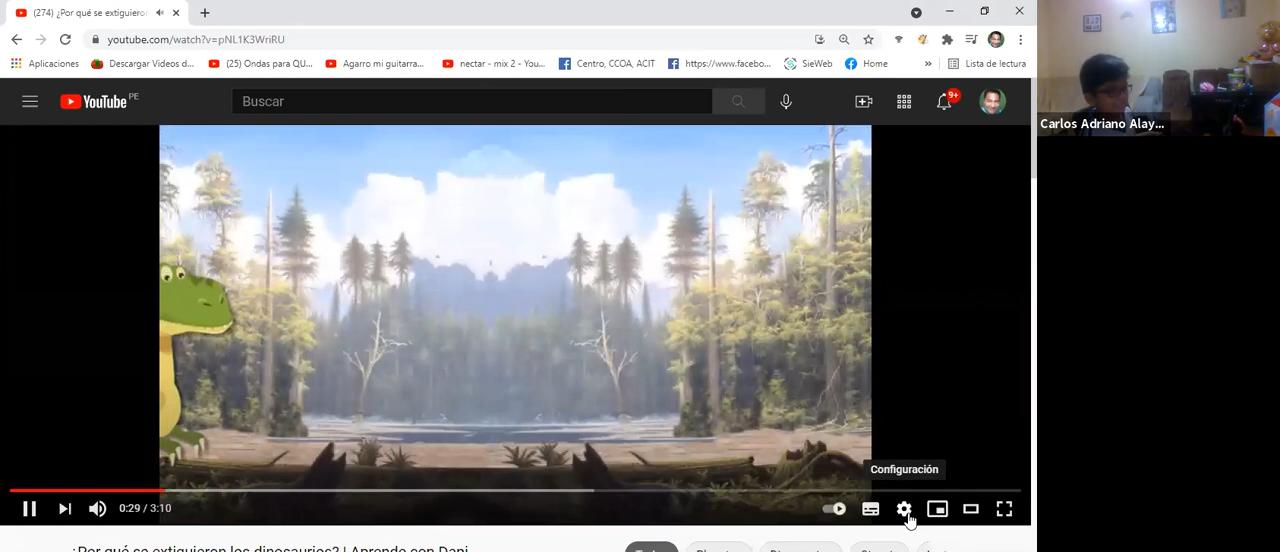 (274) ¿Por qué se extiguieron
youtube.com/watch?v=pNL1K3WriRU
Aplicaciones
Descargar Videos d...
(25) Ondas para QU...
Agarro mi guitarra...
nectar - mix 2 - You...
Centro, CCOA, ACIT
https://www.facebo...
SieWeb
Home
»
Lista de lectura
YouTube PE
Buscar
9+
Carlos Adriano Alay...
Configuración
0:29 / 3:10
¿Por qué se extiguieron los dinosaurios? | Aprende con Dani